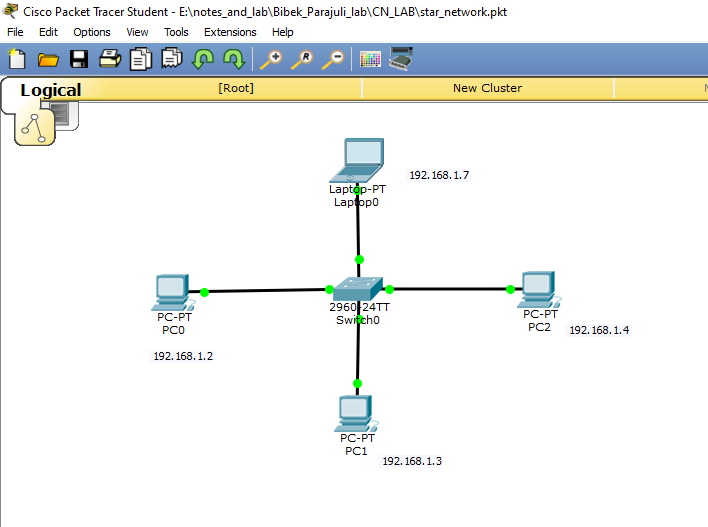 Cisco Packet Tracer Student - E:\notes_and_lab\Bibek_Parajuli_lab\CN_LAB\star_network.pkt
File Edit Options View Tools Extensions Help
R
Logical
[Root]
New Cluster
Laptop-PT
Laptop0
192.168.1.7
2960-24TT
Switch0
PC-PT
PC0
192.168.1.2
PC-PT
PC2
192.168.1.4
PC-PT
PC1
192.168.1.3